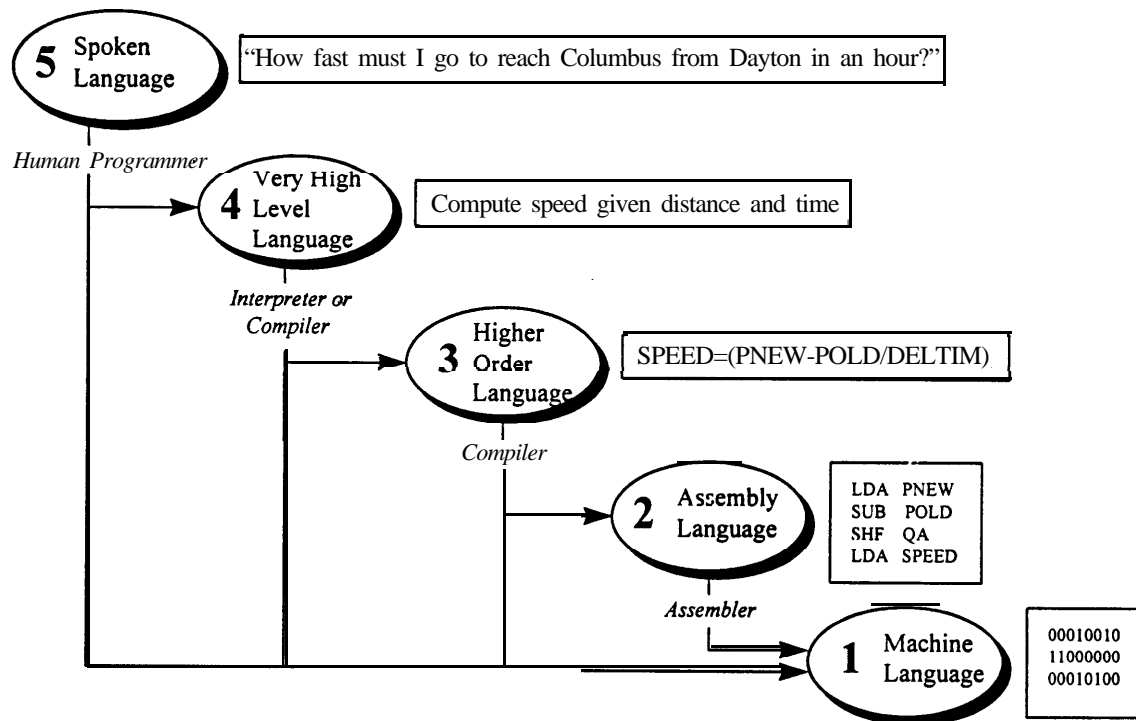 5 Spoken
Language
“How fast must I go to reach Columbus from Dayton in an hour?”
Human Programmer
4 Very High
Level
Language
Compute speed given distance and time
Interpreter or
Compiler
3 Higher
Order
Language
SPEED=(PNEW-POLD/DELTIM)
Compiler
2 Assembly
Language
LDA PNEW
SUB POLD
SHF QA
LDA SPEED
Assembler
1 Machine
Language
00010010
11000000
00010100